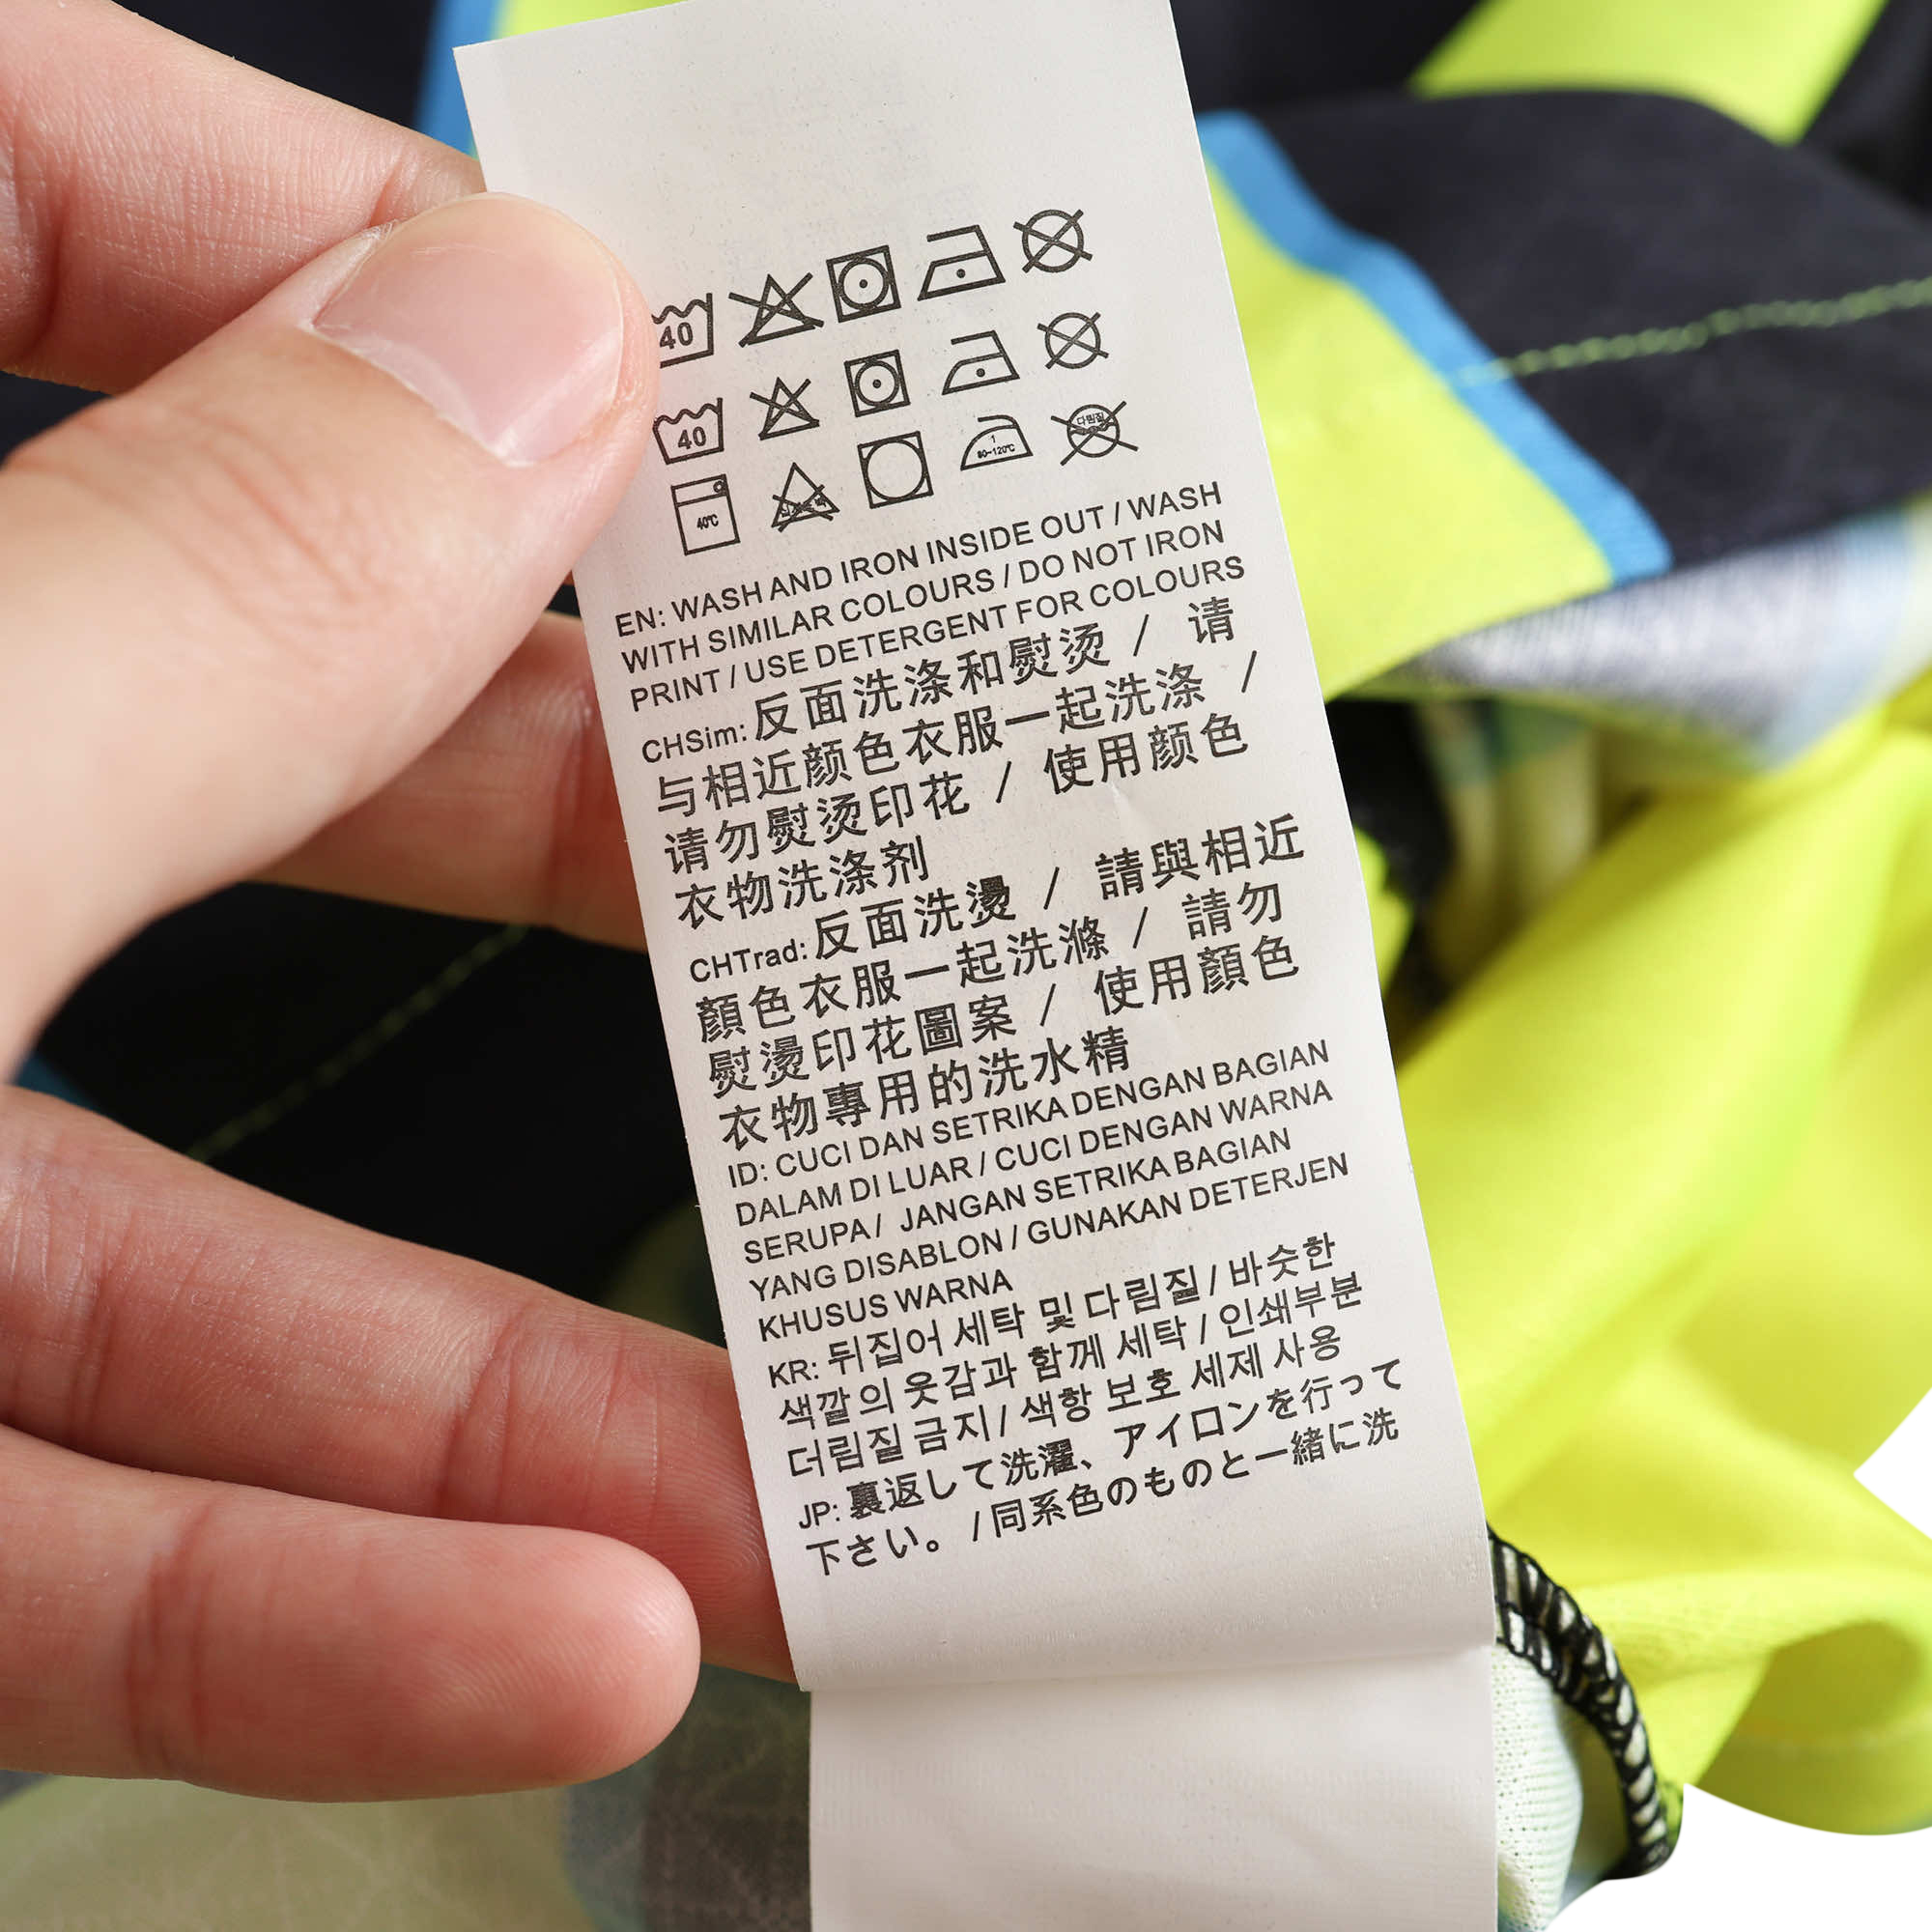 40
40
40℃
1
80~120℃
다림질
EN: WASH AND IRON INSIDE OUT / WASH
WITH SIMILAR COLOURS / DO NOT IRON
PRINT / USE DETERGENT FOR COLOURS
CHSim: 反面洗涤和熨烫 / 请
与相近颜色衣服一起洗涤 /
请勿熨烫印花 / 使用颜色
衣物洗涤剂
CHTrad: 反面洗燙 / 請與相近
顏色衣服一起洗滌 / 請勿
熨燙印花圖案 / 使用顏色
衣物專用的洗水精
ID: CUCI DAN SETRIKA DENGAN BAGIAN
DALAM DI LUAR / CUCI DENGAN WARNA
SERUPA / JANGAN SETRIKA BAGIAN
YANG DISABLON / GUNAKAN DETERJEN
KHUSUS WARNA
KR: 뒤집어 세탁 및 다림질 / 바슷한
색깔의 옷감과 함께 세탁 / 인쇄부분
더림질 금지 / 색항 보호 세제 사용
JP: 裏返して洗濯、アイロンを行って
下さい。 / 同系色のものと一緒に洗